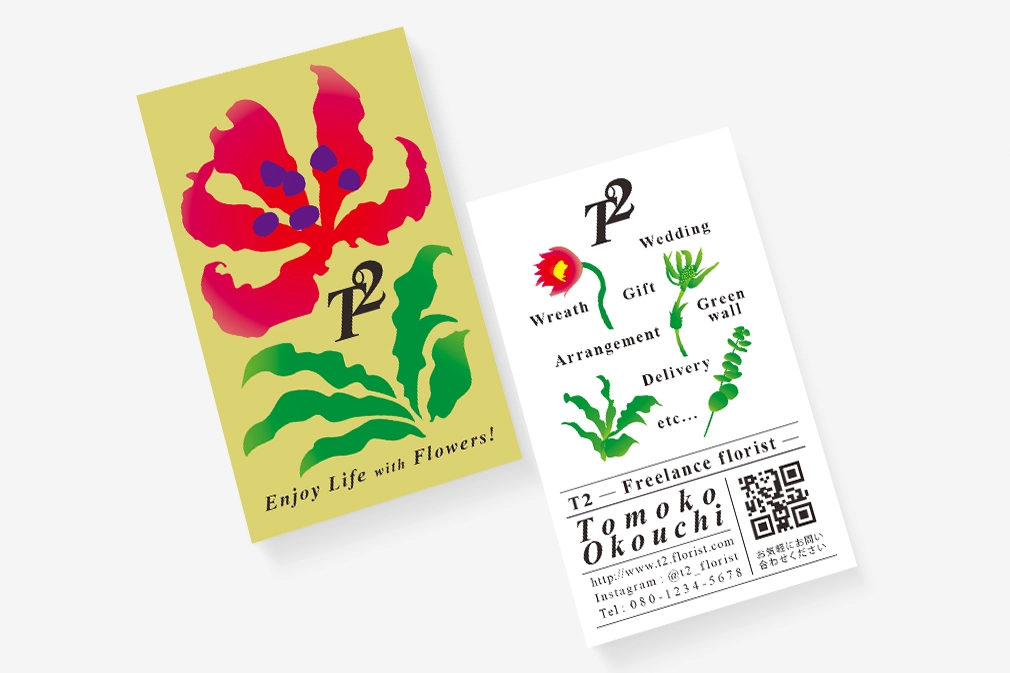 T2
Enjoy Life with Flowers!
T2
Wedding
Gift
Wreath
Green
wall
Arrangement
Delivery
etc...
T2 — Freelance florist —
Tomoko
Okouchi
http://www.t2.florist.com
Instagram : @t2_florist
Tel : 080-1234-5678
お気軽にお問い
合わせください